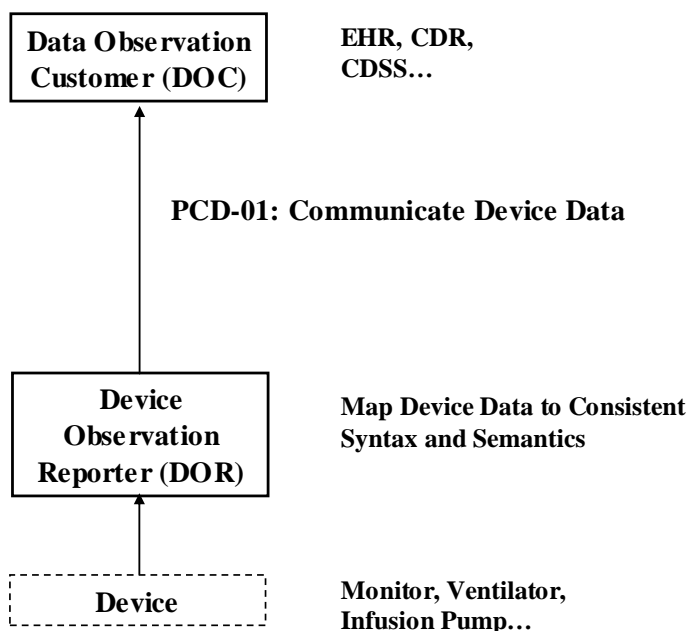 Data Observation
Customer (DOC)
EHR, CDR,
CDSS…
PCD-01: Communicate Device Data
Device
Observation
Reporter (DOR)
Map Device Data to Consistent
Syntax and Semantics
Device
Monitor, Ventilator,
Infusion Pump…